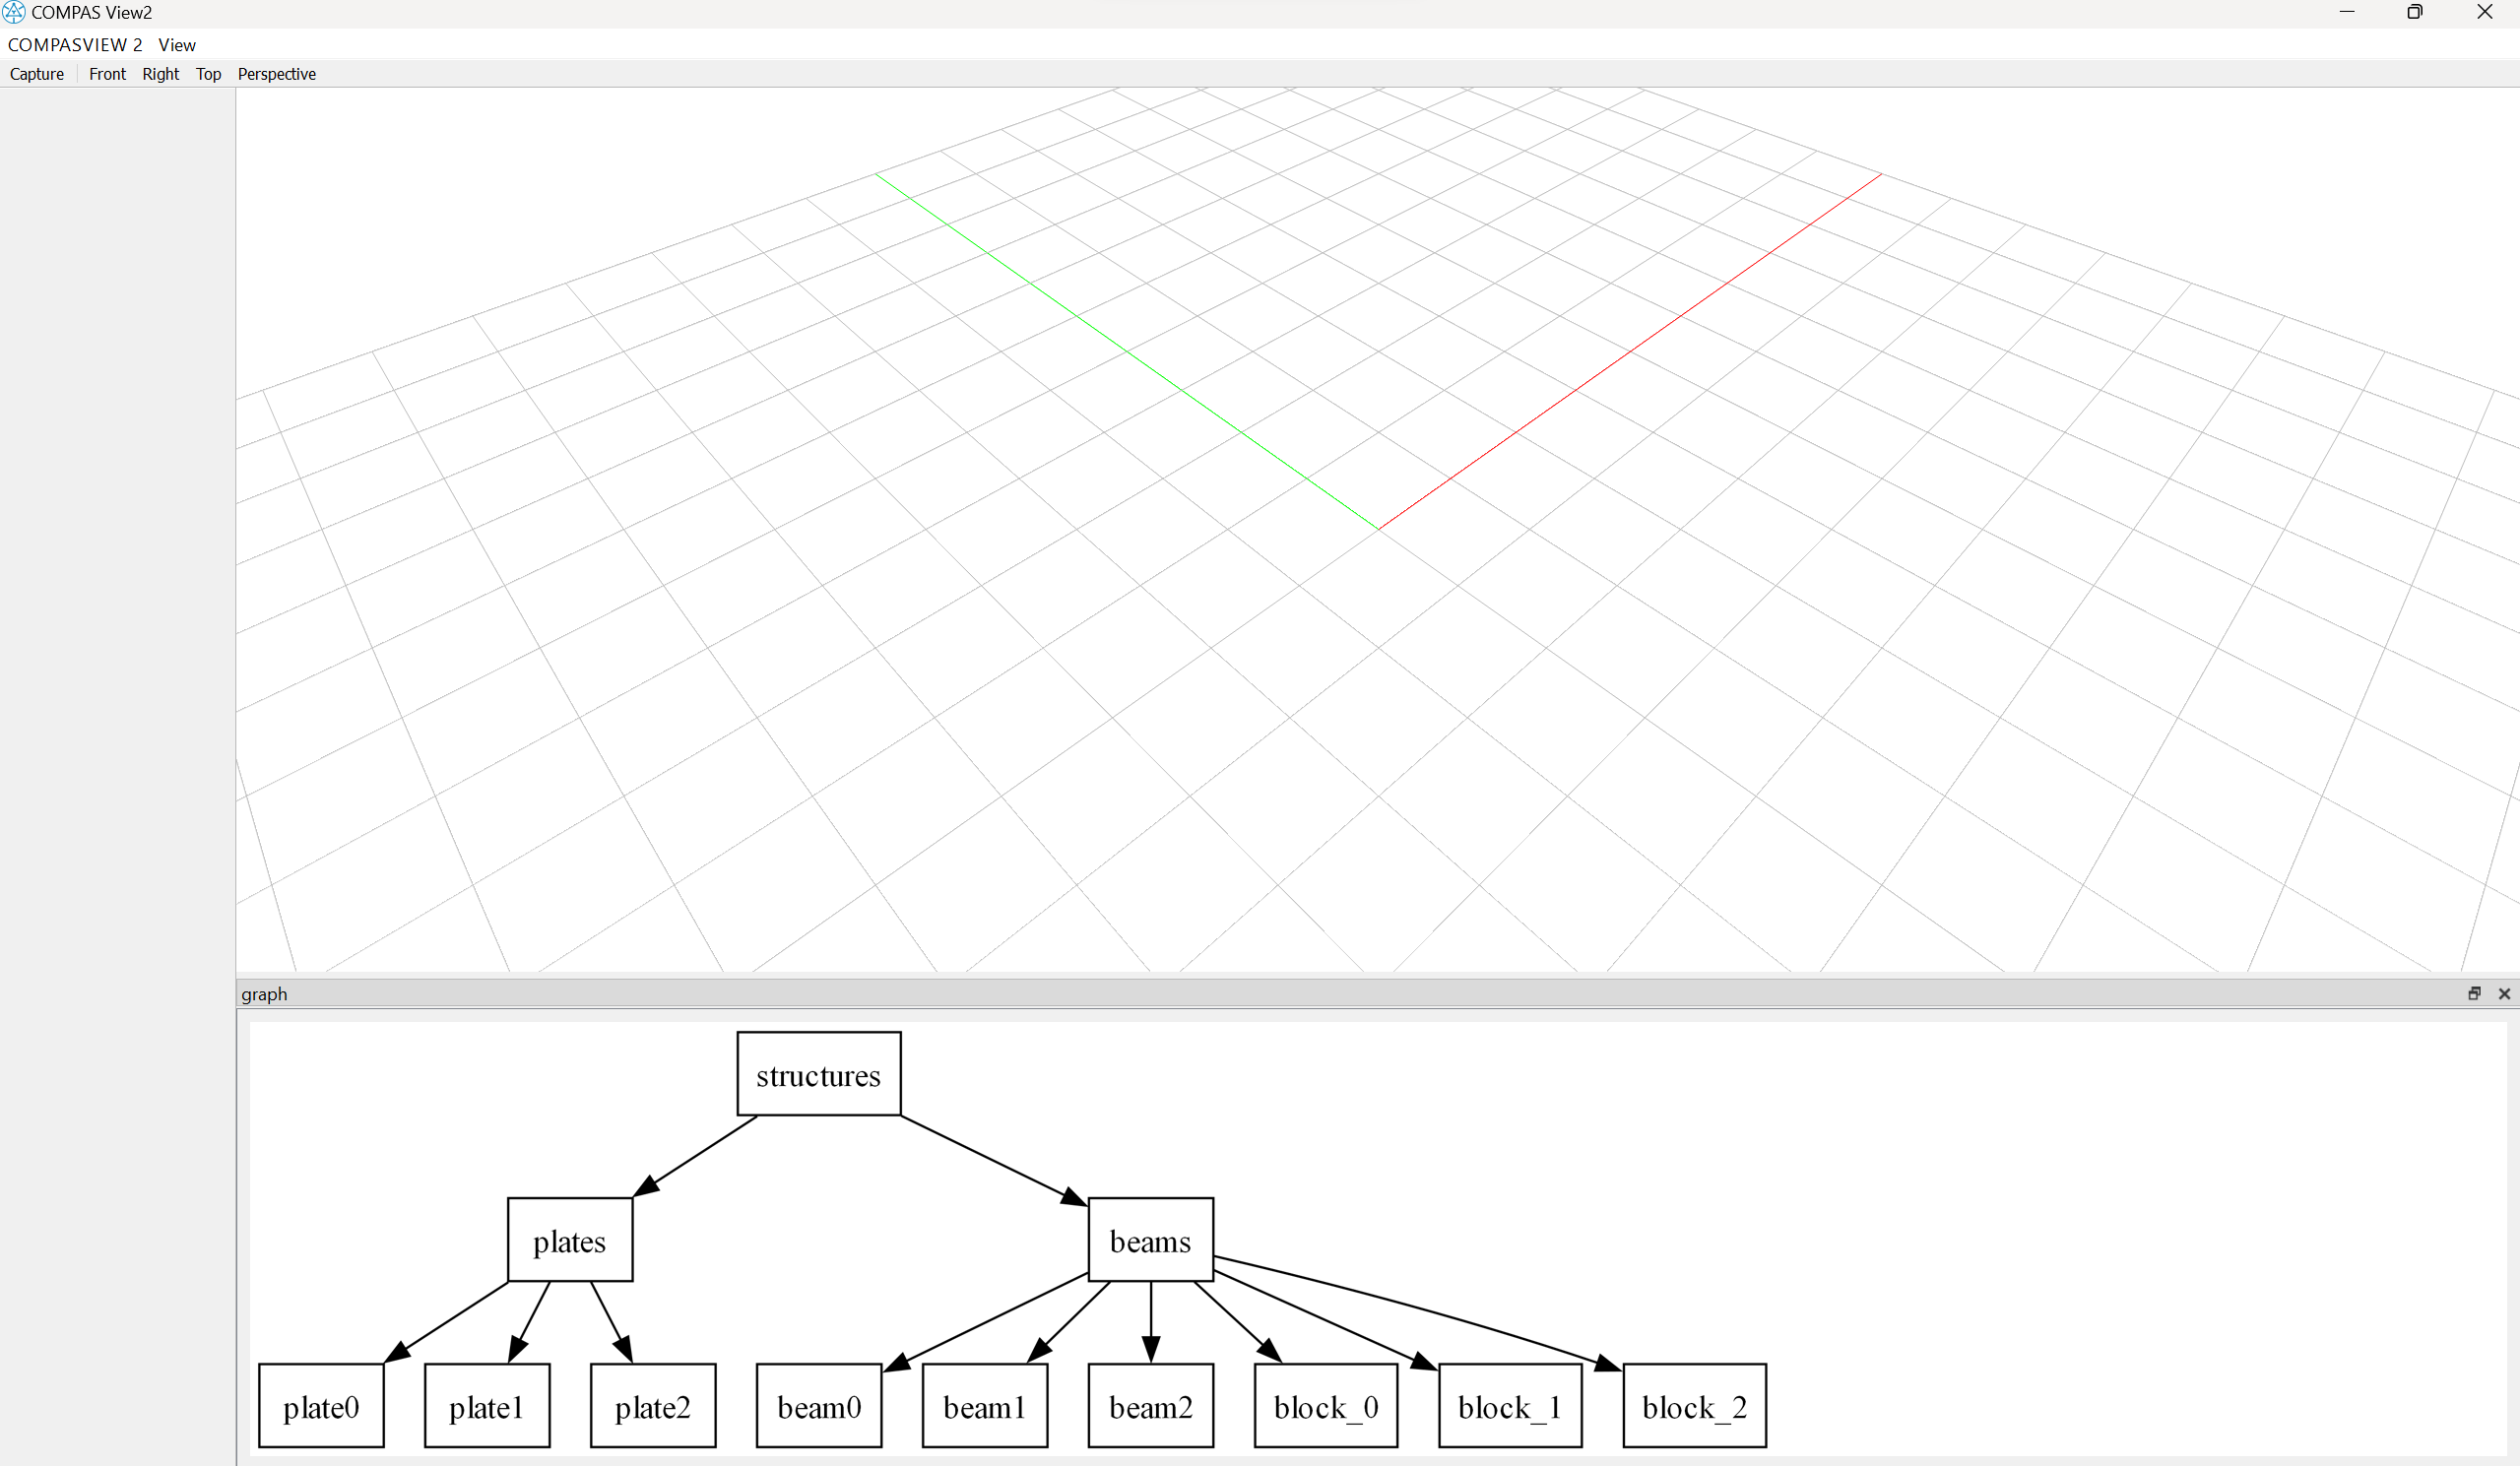 COMPAS View2
COMPASVIEW 2 View
Capture Front Right Top Perspective
graph
structures
plates beams
plate0 plate1 plate2 beam0 beam1 beam2 block_0 block_1 block_2